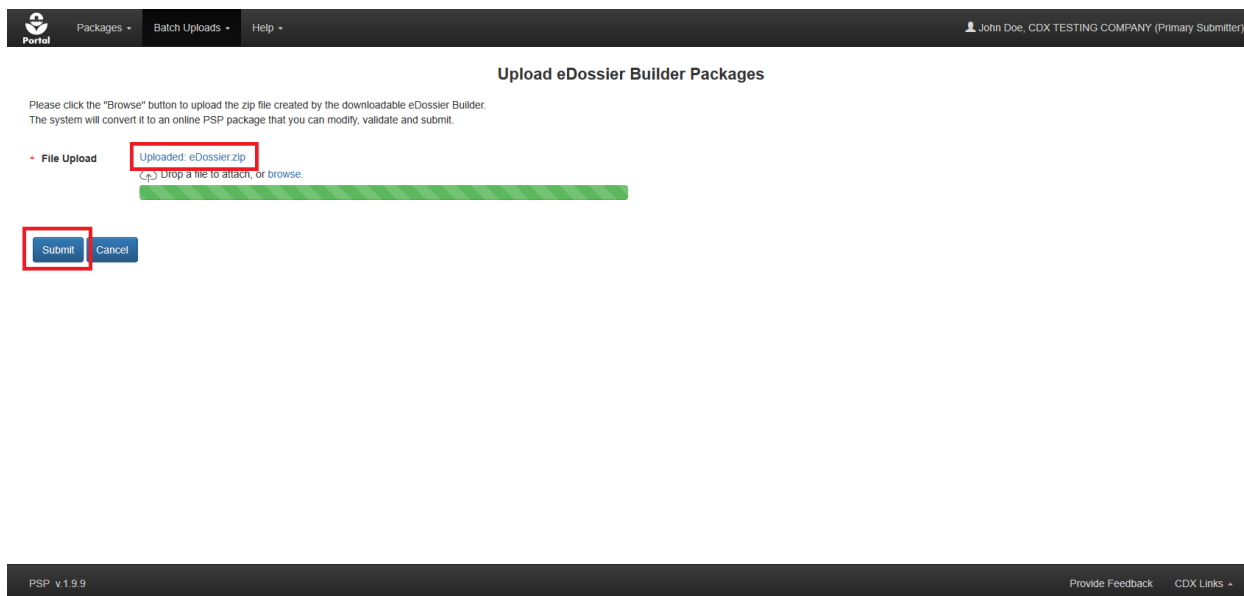 Portal
Packages
Batch Uploads
Help
John Doe, CDX TESTING COMPANY (Primary Submitter)
Upload eDossier Builder Packages
Please click the "Browse" button to upload the zip file created by the downloadable eDossier Builder.
The system will convert it to an online PSP package that you can modify, validate and submit.
* File Upload
Uploaded: eDossier.zip
Drop a file to attach, or browse.
Submit
Cancel
PSP v.1.9.9
Provide Feedback
CDX Links